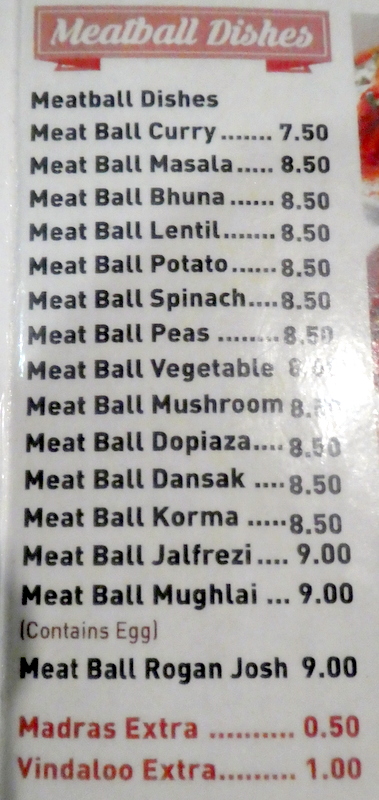 Meatball Dishes
Meatball Dishes
Meat Ball Curry ....... 7.50
Meat Ball Masala ..... 8.50
Meat Ball Bhuna ...... 8.50
Meat Ball Lentil ....... 8.50
Meat Ball Potato ...... 8.50
Meat Ball Spinach .... 8.50
Meat Ball Peas ........ 8.50
Meat Ball Vegetable
Meat Ball Mushroom
Meat Ball Dopiaza .... 8.50
Meat Ball Dansak .... 8.50
Meat Ball Korma ..... 8.50
Meat Ball Jalfrezi .... 9.00
Meat Ball Mughlai ... 9.00
(Contains Egg)
Meat Ball Rogan Josh 9.00
Madras Extra .......... 0.50
Vindaloo Extra ......... 1.00